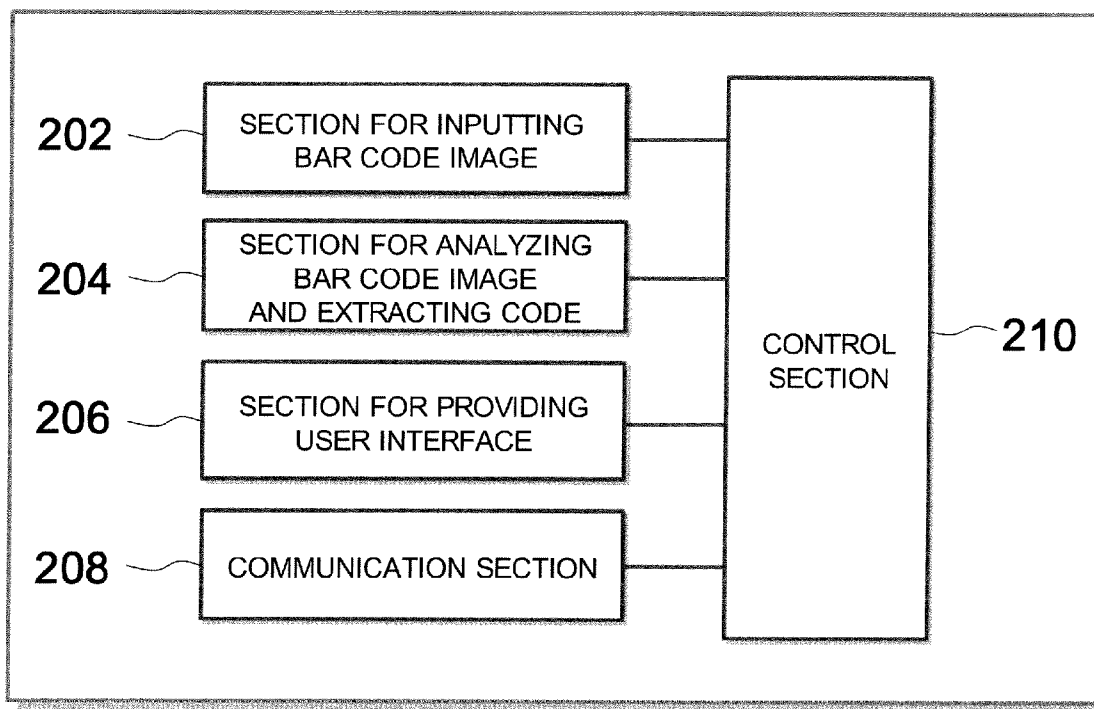 202
SECTION FOR INPUTTING
BAR CODE IMAGE
204
SECTION FOR ANALYZING
BAR CODE IMAGE
AND EXTRACTING CODE
206
SECTION FOR PROVIDING
USER INTERFACE
208
COMMUNICATION SECTION
CONTROL
SECTION
210